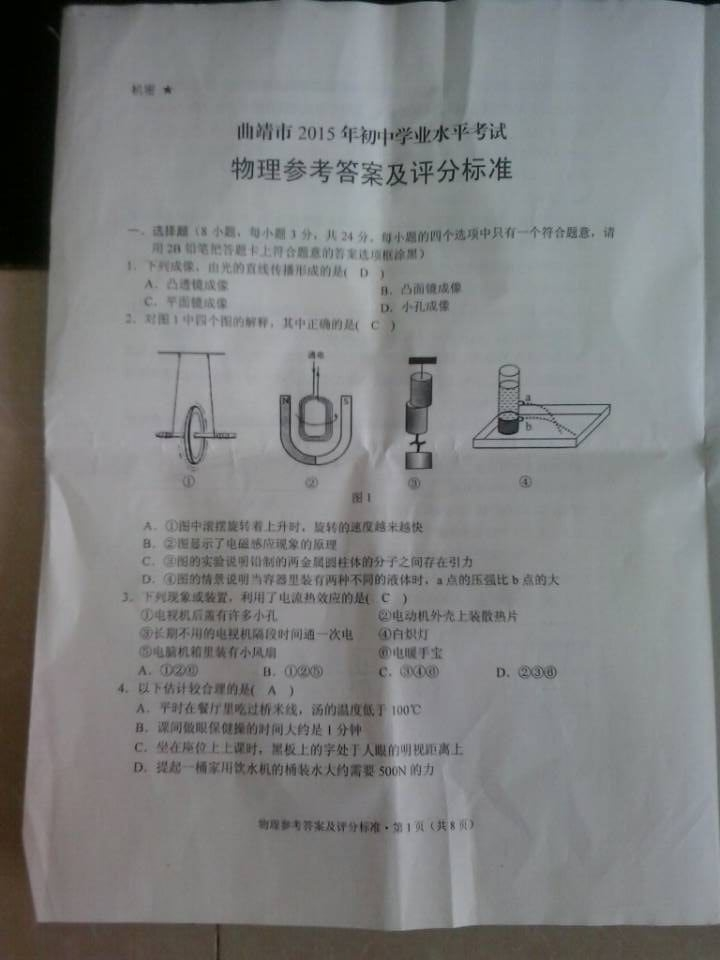 机密 ★
曲靖市 2015 年初中学业水平考试
物理参考答案及评分标准
一、选择题（8 小题，每小题 3 分，共 24 分。每小题的四个选项中只有一个符合题意，请
用 2B 铅笔把答题卡上符合题意的答案选项框涂黑）
1．下列成像，由光的直线传播形成的是( D )
A．凸透镜成像 B．凸面镜成像
C．平面镜成像 D．小孔成像
2．对图 1 中四个图的解释，其中正确的是( C )
通电
N S
a
b
① ② ③ ④
图 1
A．①图中滚摆旋转着上升时，旋转的速度越来越快
B．②图显示了电磁感应现象的原理
C．③图的实验说明铅制的两金属圆柱体的分子之间存在引力
D．④图的情景说明当容器里装有两种不同的液体时，a 点的压强比 b 点的大
3．下列现象或装置，利用了电流热效应的是( C )
①电视机后盖有许多小孔 ②电动机外壳上装散热片
③长期不用的电视机隔段时间通一次电 ④白炽灯
⑤电脑机箱里装有小风扇 ⑥电暖手宝
A．①②⑥ B．①②⑤ C．③④⑥ D．②③⑥
4．以下估计较合理的是( A )
A．平时在餐厅里吃过桥米线，汤的温度低于 100℃
B．课间做眼保健操的时间大约是 1 分钟
C．坐在座位上上课时，黑板上的字处于人眼的明视距离上
D．提起一桶家用饮水机的桶装水大约需要 500N 的力
物理参考答案及评分标准·第 1 页（共 8 页）